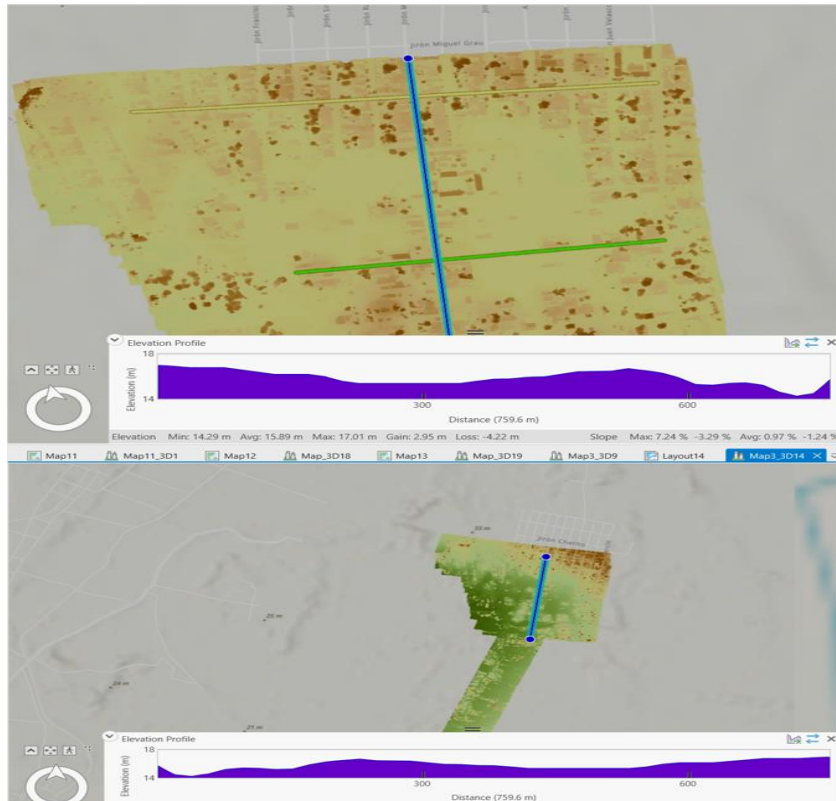 Jirón Miguel Grau
Elevation Profile
18
Elevation (m)
14
300
600
Distance (759.6 m)
Elevation Min: 14.29 m Avg: 15.89 m Max: 17.01 m Gain: 2.95 m Loss: -4.22 m Slope Max: 7.24 % -3.29 % Avg: 0.97 % -1.24 %
Map11 Map11_3D1 Map12 Map_3D18 Map13 Map_3D19 Map3_3D9 Layout14 Map3_3D14
Elevation Profile
18
Elevation (m)
14
300
600
Distance (759.6 m)